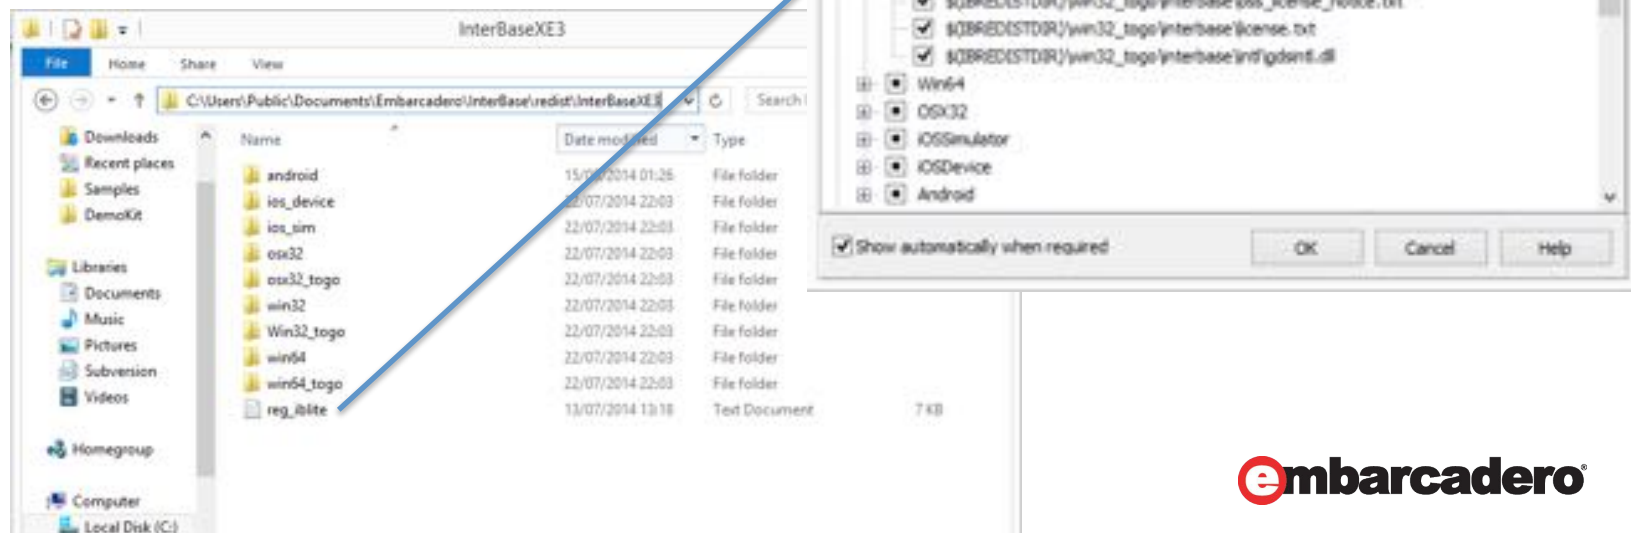 InterBaseXE3
File Home Share View
C:\Users\Public\Documents\Embarcadero\InterBase\redist\InterBaseXE3
Search
Downloads
Recent places
Samples
DemoKit
Libraries
Documents
Music
Pictures
Subversion
Videos
Homegroup
Computer
Local Disk (C:)
Name Date modified Type
android 01:26 File folder
ios_device 22/07/2014 22:03 File folder
ios_sim 22/07/2014 22:03 File folder
osx32 22/07/2014 22:03 File folder
osx32_togo 22/07/2014 22:03 File folder
win32 22/07/2014 22:03 File folder
Win32_togo 22/07/2014 22:03 File folder
win64 22/07/2014 22:03 File folder
win64_togo 22/07/2014 22:03 File folder
reg_iblite 13/07/2014 13:18 Text Document 7 KB
$(IBREDISTDIR)\win32_togo\interbase\oss_license_notice.txt
$(IBREDISTDIR)\win32_togo\interbase\license.txt
$(IBREDISTDIR)\win32_togo\interbase\intl\gdsintl.dll
Win64
OSX32
iOSSimulator
iOSDevice
Android
Show automatically when required
OK Cancel Help
embarcadero®